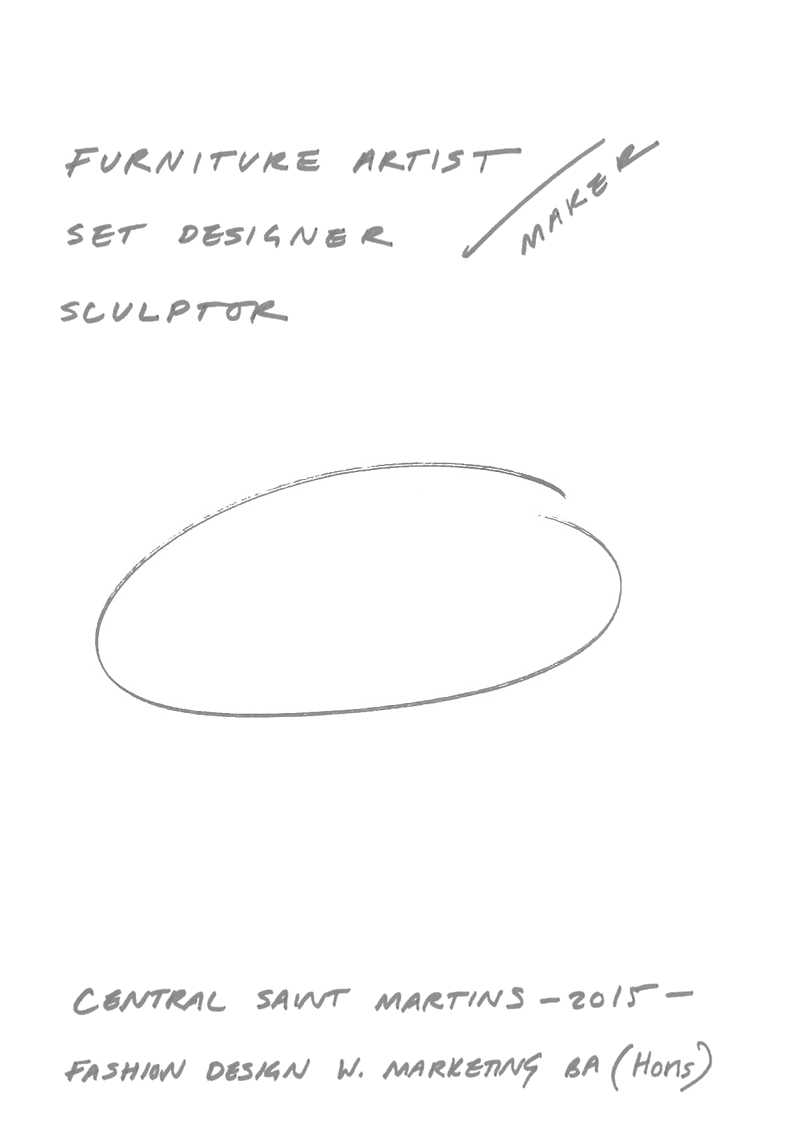 FURNITURE ARTIST / MAKER
SET DESIGNER
SCULPTOR
CENTRAL SAINT MARTINS – 2015 –
FASHION DESIGN W. MARKETING BA (Hons)